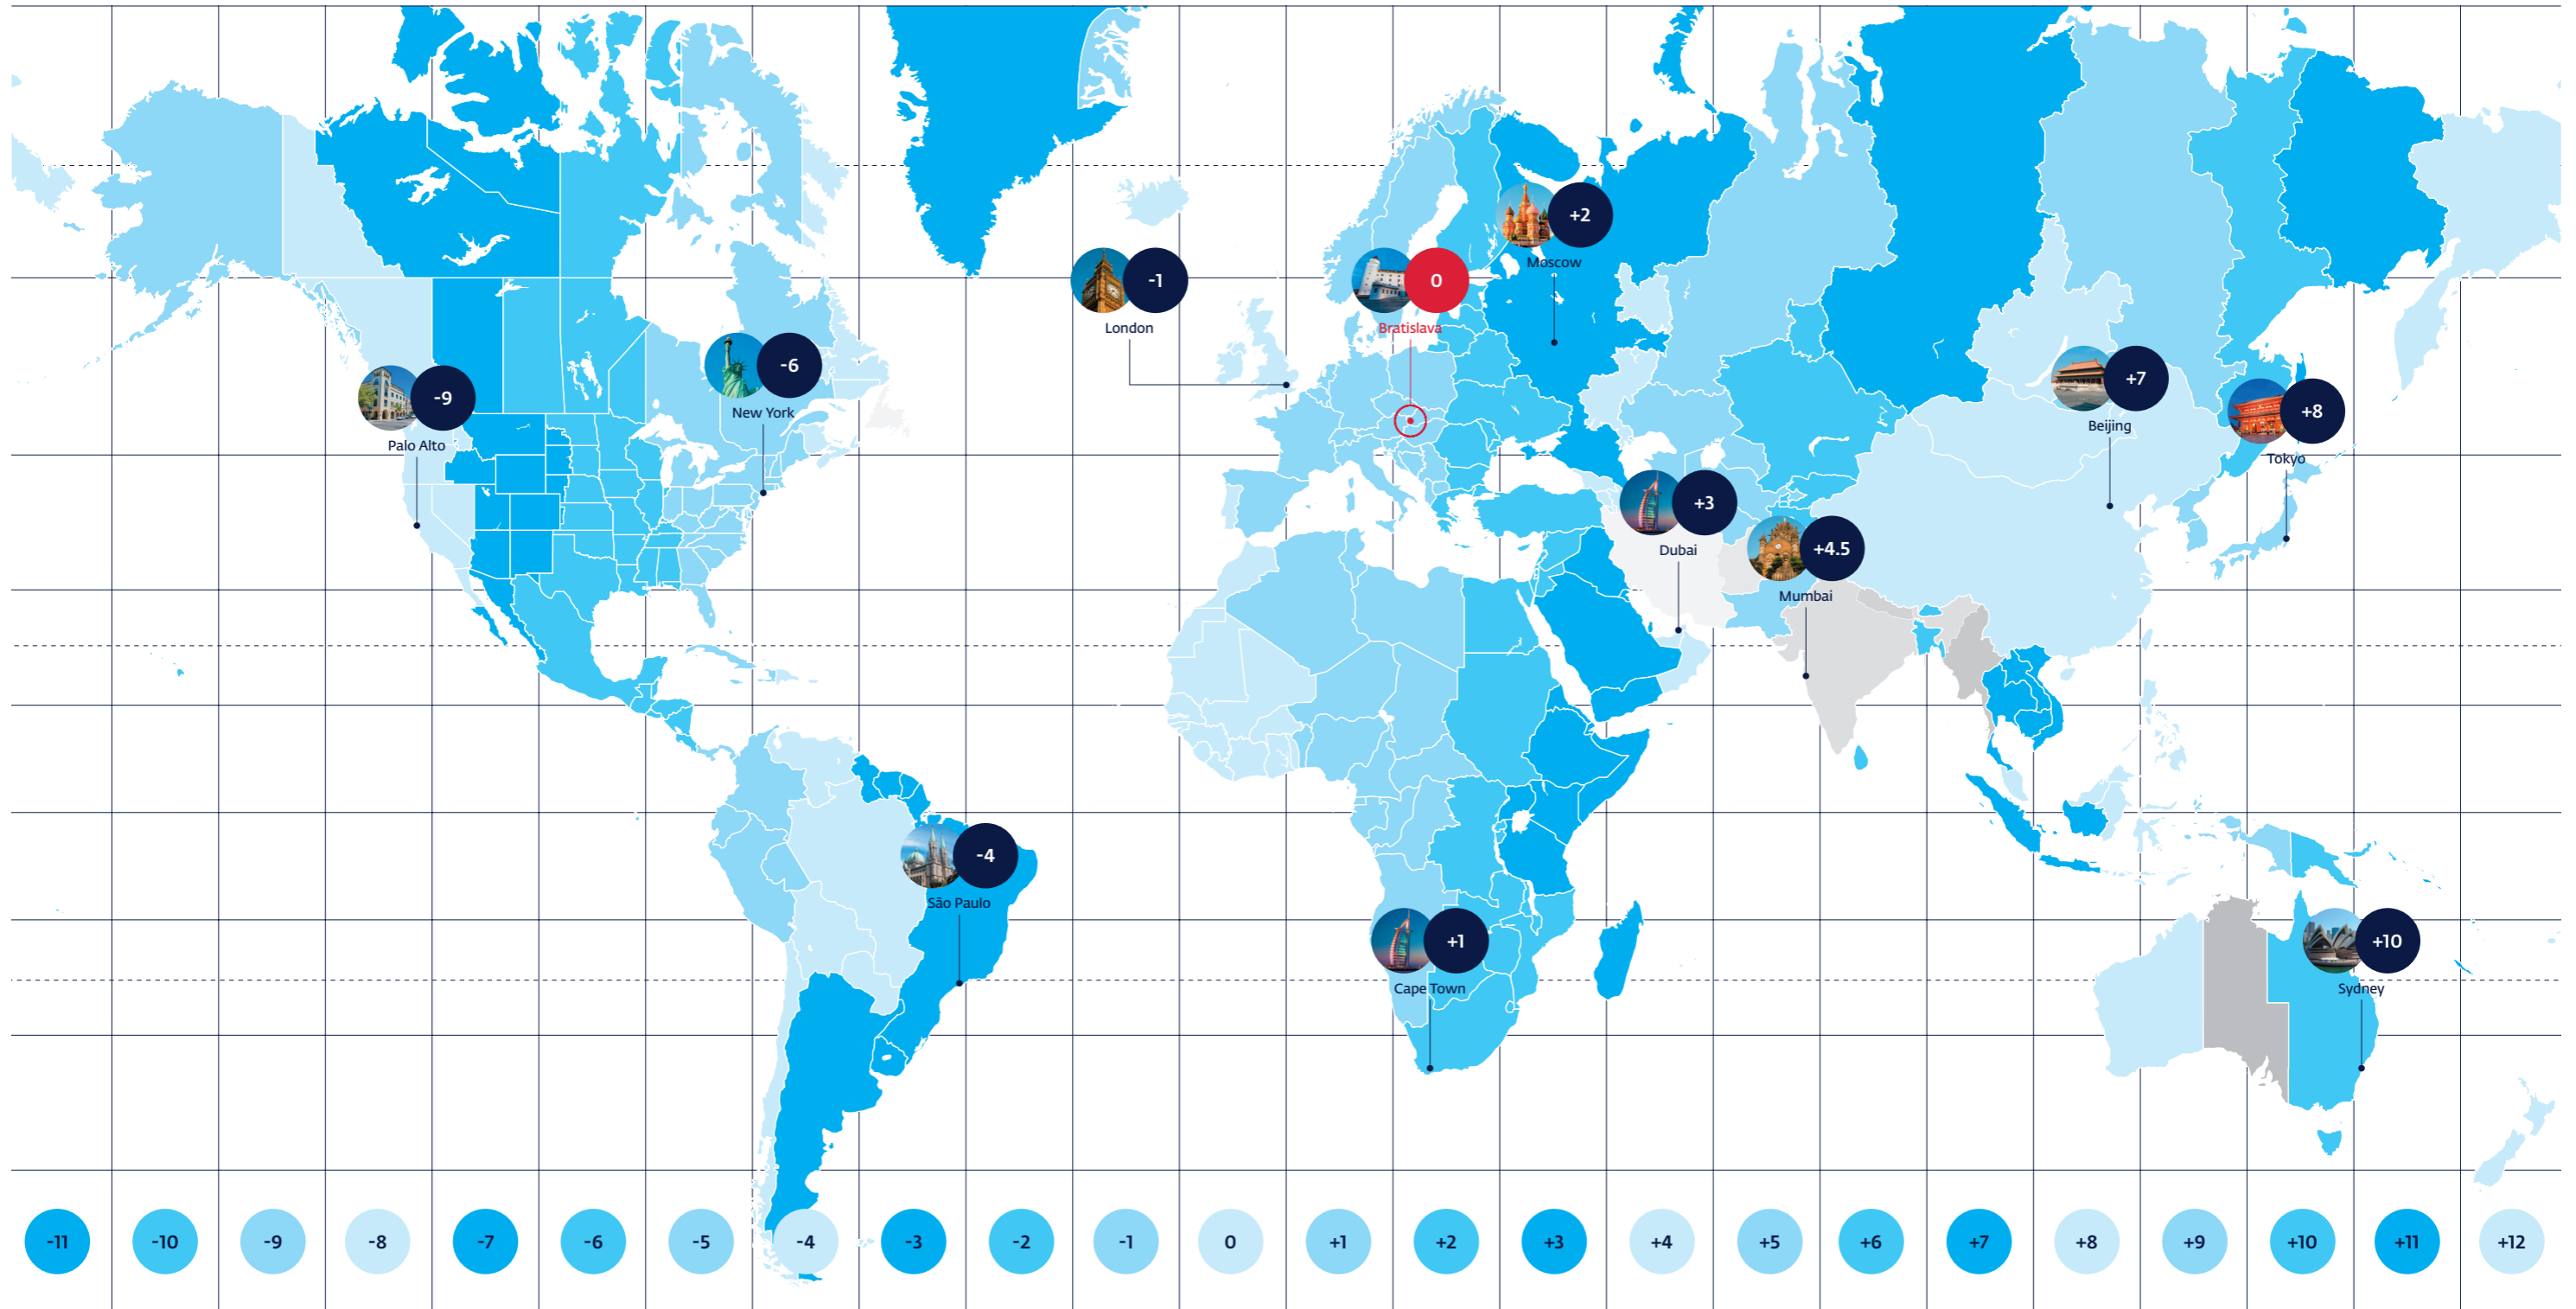 +2
Moscow
-1
London
0
Bratislava
-6
New York
-9
Palo Alto
+7
Beijing
+8
Tokyo
+3
Dubai
+4.5
Mumbai
-4
São Paulo
+1
Cape Town
+10
Sydney
-11 -10 -9 -8 -7 -6 -5 -4 -3 -2 -1 0 +1 +2 +3 +4 +5 +6 +7 +8 +9 +10 +11 +12